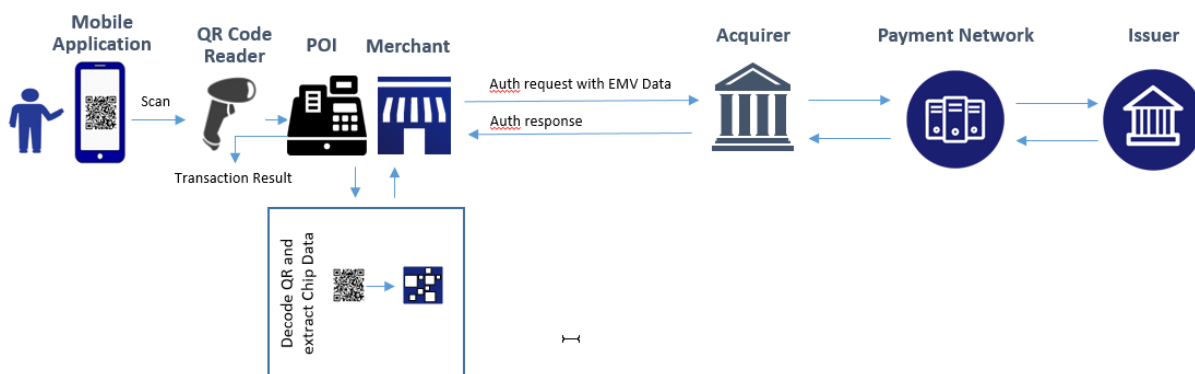 Mobile
Application
QR Code
Reader
POI
Merchant
Acquirer
Payment Network
Issuer
Scan
Auth request with EMV Data
Auth response
Transaction Result
Decode QR and
extract Chip Data